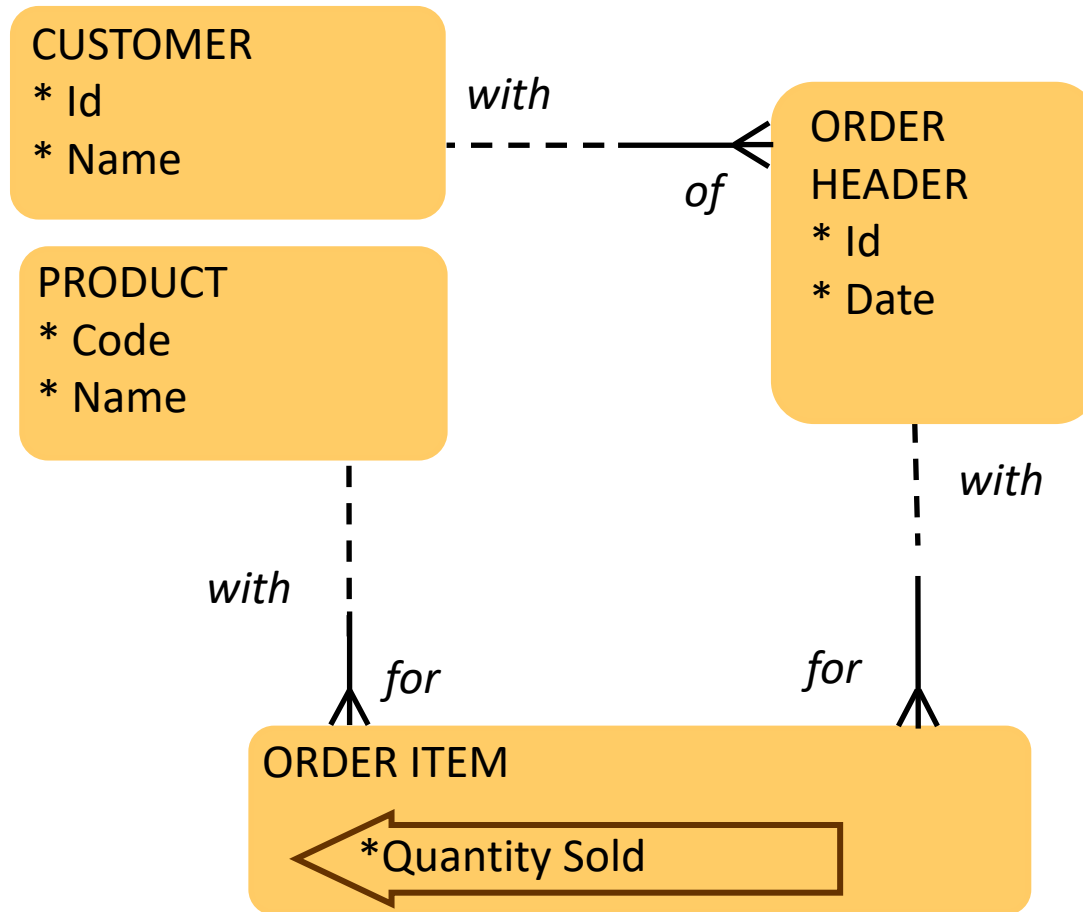 CUSTOMER
* Id
* Name
with
of
ORDER
HEADER
* Id
* Date
PRODUCT
* Code
* Name
with
for
with
for
ORDER ITEM
*Quantity Sold